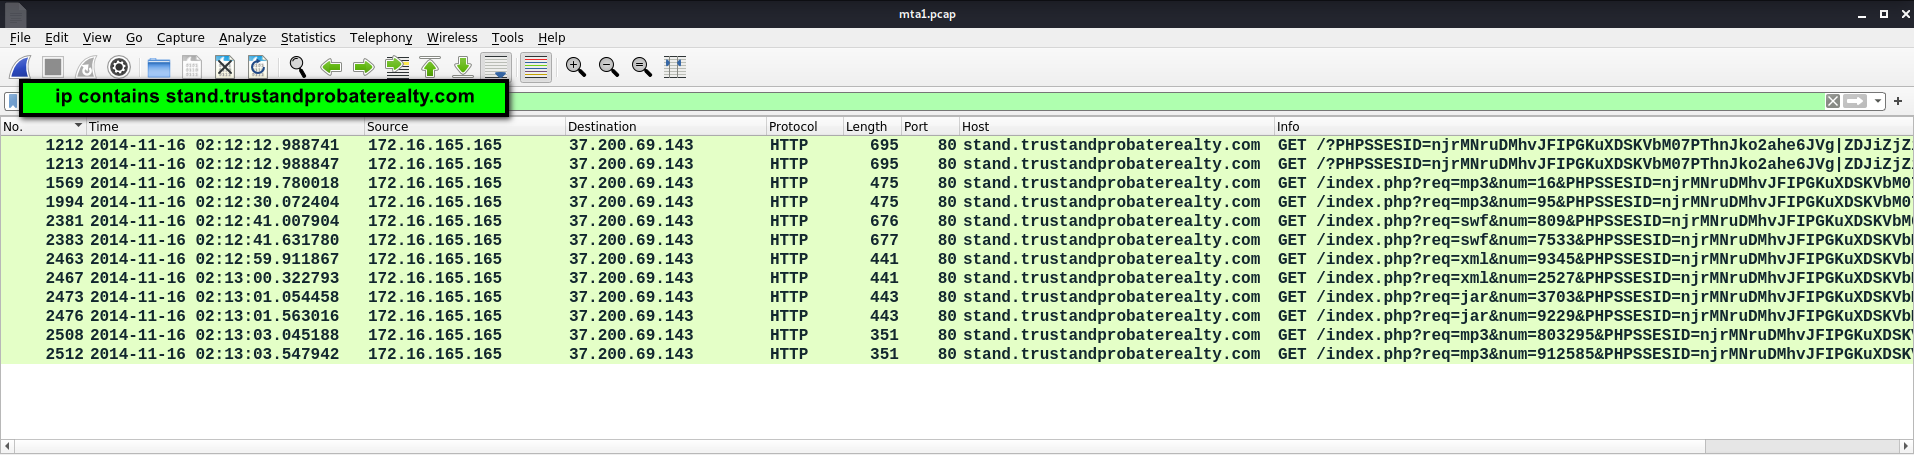 mta1.pcap
File Edit View Go Capture Analyze Statistics Telephony Wireless Tools Help
ip contains stand.trustandprobaterealty.com
No. Time Source Destination Protocol Length Port Host Info
1212 2014-11-16 02:12:12.988741 172.16.165.165 37.200.69.143 HTTP 695 80 stand.trustandprobaterealty.com GET /?PHPSSESID=njrMNruDMhvJFIPGKuXDSKVbM07PThnJko2ahe6JVg|ZDJiZjZ
1213 2014-11-16 02:12:12.988847 172.16.165.165 37.200.69.143 HTTP 695 80 stand.trustandprobaterealty.com GET /?PHPSSESID=njrMNruDMhvJFIPGKuXDSKVbM07PThnJko2ahe6JVg|ZDJiZjZ
1569 2014-11-16 02:12:19.780018 172.16.165.165 37.200.69.143 HTTP 475 80 stand.trustandprobaterealty.com GET /index.php?req=mp3&num=16&PHPSSESID=njrMNruDMhvJFIPGKuXDSKVbM0
1994 2014-11-16 02:12:30.072404 172.16.165.165 37.200.69.143 HTTP 475 80 stand.trustandprobaterealty.com GET /index.php?req=mp3&num=95&PHPSSESID=njrMNruDMhvJFIPGKuXDSKVbM0
2381 2014-11-16 02:12:41.007904 172.16.165.165 37.200.69.143 HTTP 676 80 stand.trustandprobaterealty.com GET /index.php?req=swf&num=809&PHPSSESID=njrMNruDMhvJFIPGKuXDSKVbM
2383 2014-11-16 02:12:41.631780 172.16.165.165 37.200.69.143 HTTP 677 80 stand.trustandprobaterealty.com GET /index.php?req=swf&num=7533&PHPSSESID=njrMNruDMhvJFIPGKuXDSKVb
2463 2014-11-16 02:12:59.911867 172.16.165.165 37.200.69.143 HTTP 441 80 stand.trustandprobaterealty.com GET /index.php?req=xml&num=9345&PHPSSESID=njrMNruDMhvJFIPGKuXDSKVb
2467 2014-11-16 02:13:00.322793 172.16.165.165 37.200.69.143 HTTP 441 80 stand.trustandprobaterealty.com GET /index.php?req=xml&num=2527&PHPSSESID=njrMNruDMhvJFIPGKuXDSKVb
2473 2014-11-16 02:13:01.054458 172.16.165.165 37.200.69.143 HTTP 443 80 stand.trustandprobaterealty.com GET /index.php?req=jar&num=3703&PHPSSESID=njrMNruDMhvJFIPGKuXDSKVb
2476 2014-11-16 02:13:01.563016 172.16.165.165 37.200.69.143 HTTP 443 80 stand.trustandprobaterealty.com GET /index.php?req=jar&num=9229&PHPSSESID=njrMNruDMhvJFIPGKuXDSKVb
2508 2014-11-16 02:13:03.045188 172.16.165.165 37.200.69.143 HTTP 351 80 stand.trustandprobaterealty.com GET /index.php?req=mp3&num=803295&PHPSSESID=njrMNruDMhvJFIPGKuXDSK
2512 2014-11-16 02:13:03.547942 172.16.165.165 37.200.69.143 HTTP 351 80 stand.trustandprobaterealty.com GET /index.php?req=mp3&num=912585&PHPSSESID=njrMNruDMhvJFIPGKuXDSK